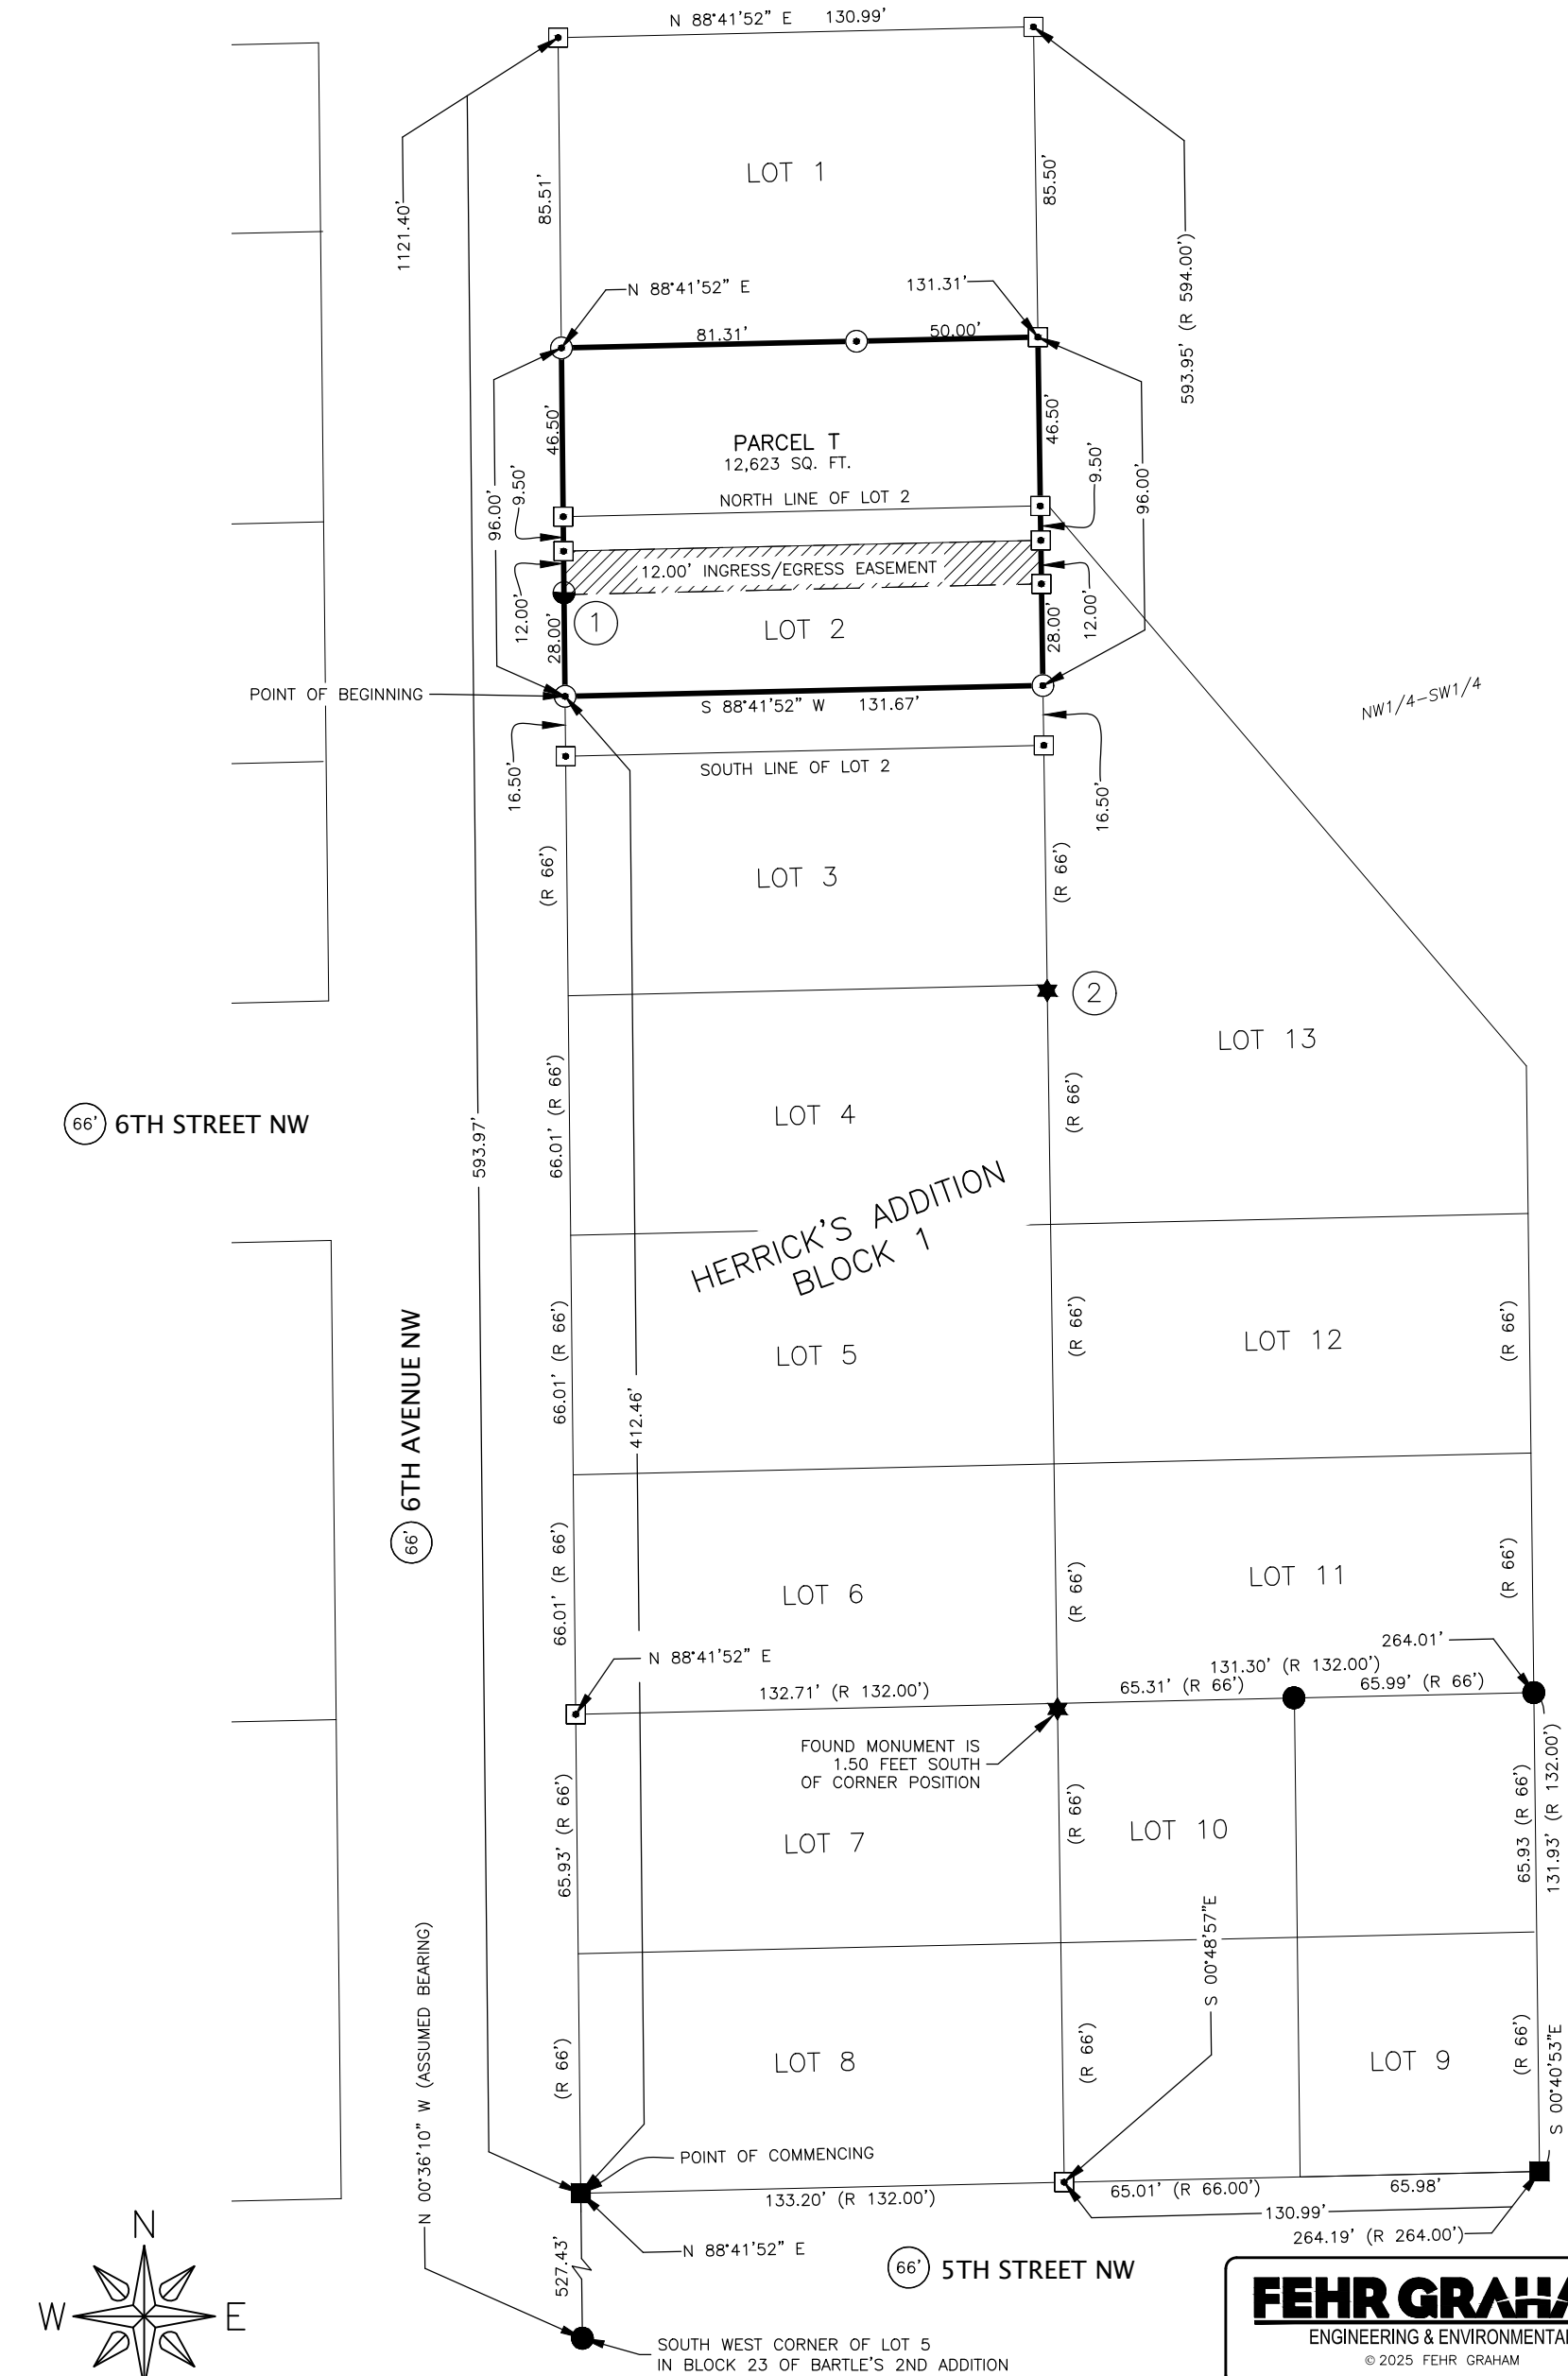 N 88°41'52" E 130.99'
LOT 1
1121.40'
85.51'
85.50'
593.95' (R 594.00')
N 88°41'52" E
131.31'
81.31'
50.00'
46.50'
46.50'
PARCEL T
12,623 SQ. FT.
96.00'
9.50'
9.50'
96.00'
NORTH LINE OF LOT 2
12.00' INGRESS/EGRESS EASEMENT
12.00'
12.00'
1
28.00'
28.00'
LOT 2
POINT OF BEGINNING
S 88°41'52" W 131.67'
NW1/4-SW1/4
16.50'
16.50'
SOUTH LINE OF LOT 2
(R 66')
(R 66')
LOT 3
2
LOT 13
66.01' (R 66')
(R 66')
LOT 4
66' 6TH STREET NW
593.97'
HERRICK'S ADDITION
BLOCK 1
66' 6TH AVENUE NW
66.01' (R 66')
412.46'
(R 66')
(R 66')
LOT 5
LOT 12
66.01' (R 66')
(R 66')
(R 66')
LOT 6
LOT 11
264.01'
N 88°41'52" E
131.30' (R 132.00')
132.71' (R 132.00')
65.31' (R 66')
65.99' (R 66')
FOUND MONUMENT IS
1.50 FEET SOUTH
OF CORNER POSITION
65.93' (R 66')
(R 66')
65.93 (R 66')
131.93' (R 132.00')
LOT 7
LOT 10
S 00°48'57"E
N 00°36'10" W (ASSUMED BEARING)
(R 66')
(R 66')
(R 66')
S 00°40'53"E
LOT 8
LOT 9
POINT OF COMMENCING
133.20' (R 132.00')
65.01' (R 66.00')
65.98'
130.99'
264.19' (R 264.00')
N 88°41'52" E
527.43'
66' 5TH STREET NW
N
W
E
SOUTH WEST CORNER OF LOT 5
IN BLOCK 23 OF BARTLE'S 2ND ADDITION
FEHR GRAHA
ENGINEERING & ENVIRONMENTAL
© 2025 FEHR GRAHAM